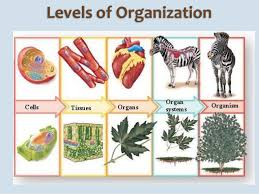 Levels of Organization
Cells
Tissues
Organs
Organ
systems
Organism